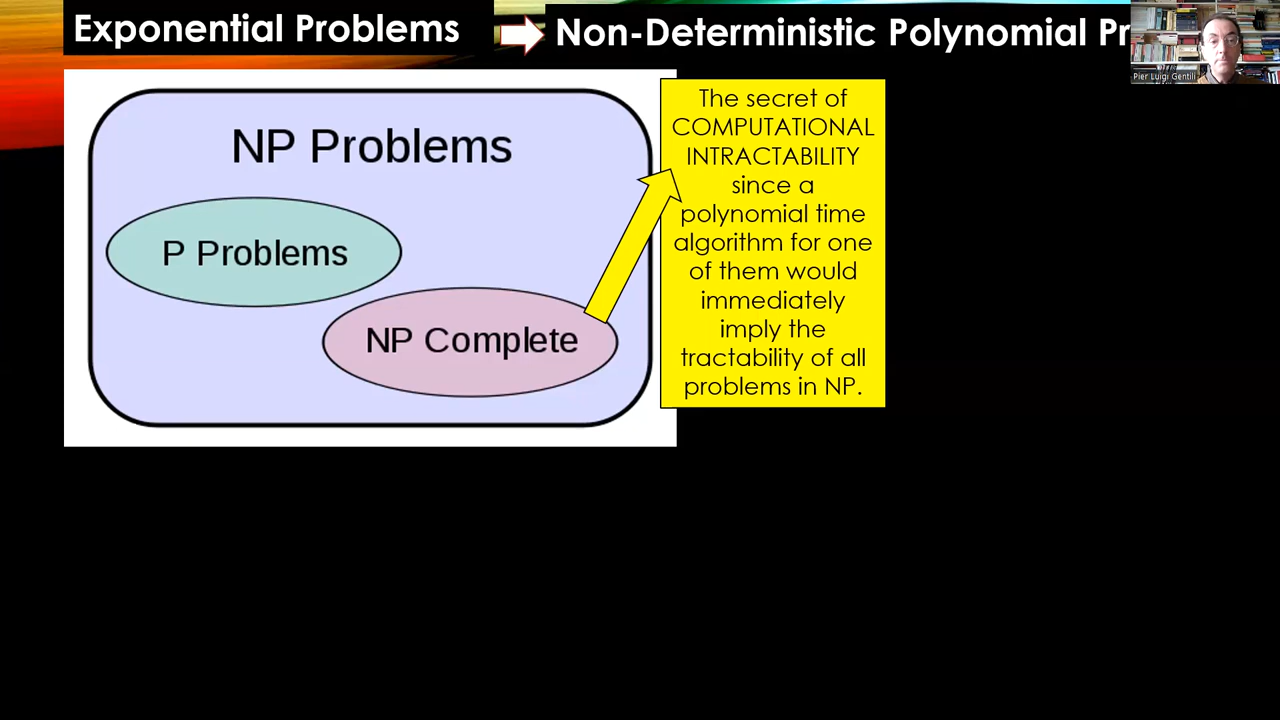 Exponential Problems
Non-Deterministic Polynomial Pr
Pier Luigi Gentili
NP Problems
P Problems
NP Complete
The secret of
COMPUTATIONAL
INTRACTABILITY
since a
polynomial time
algorithm for one
of them would
immediately
imply the
tractability of all
problems in NP.